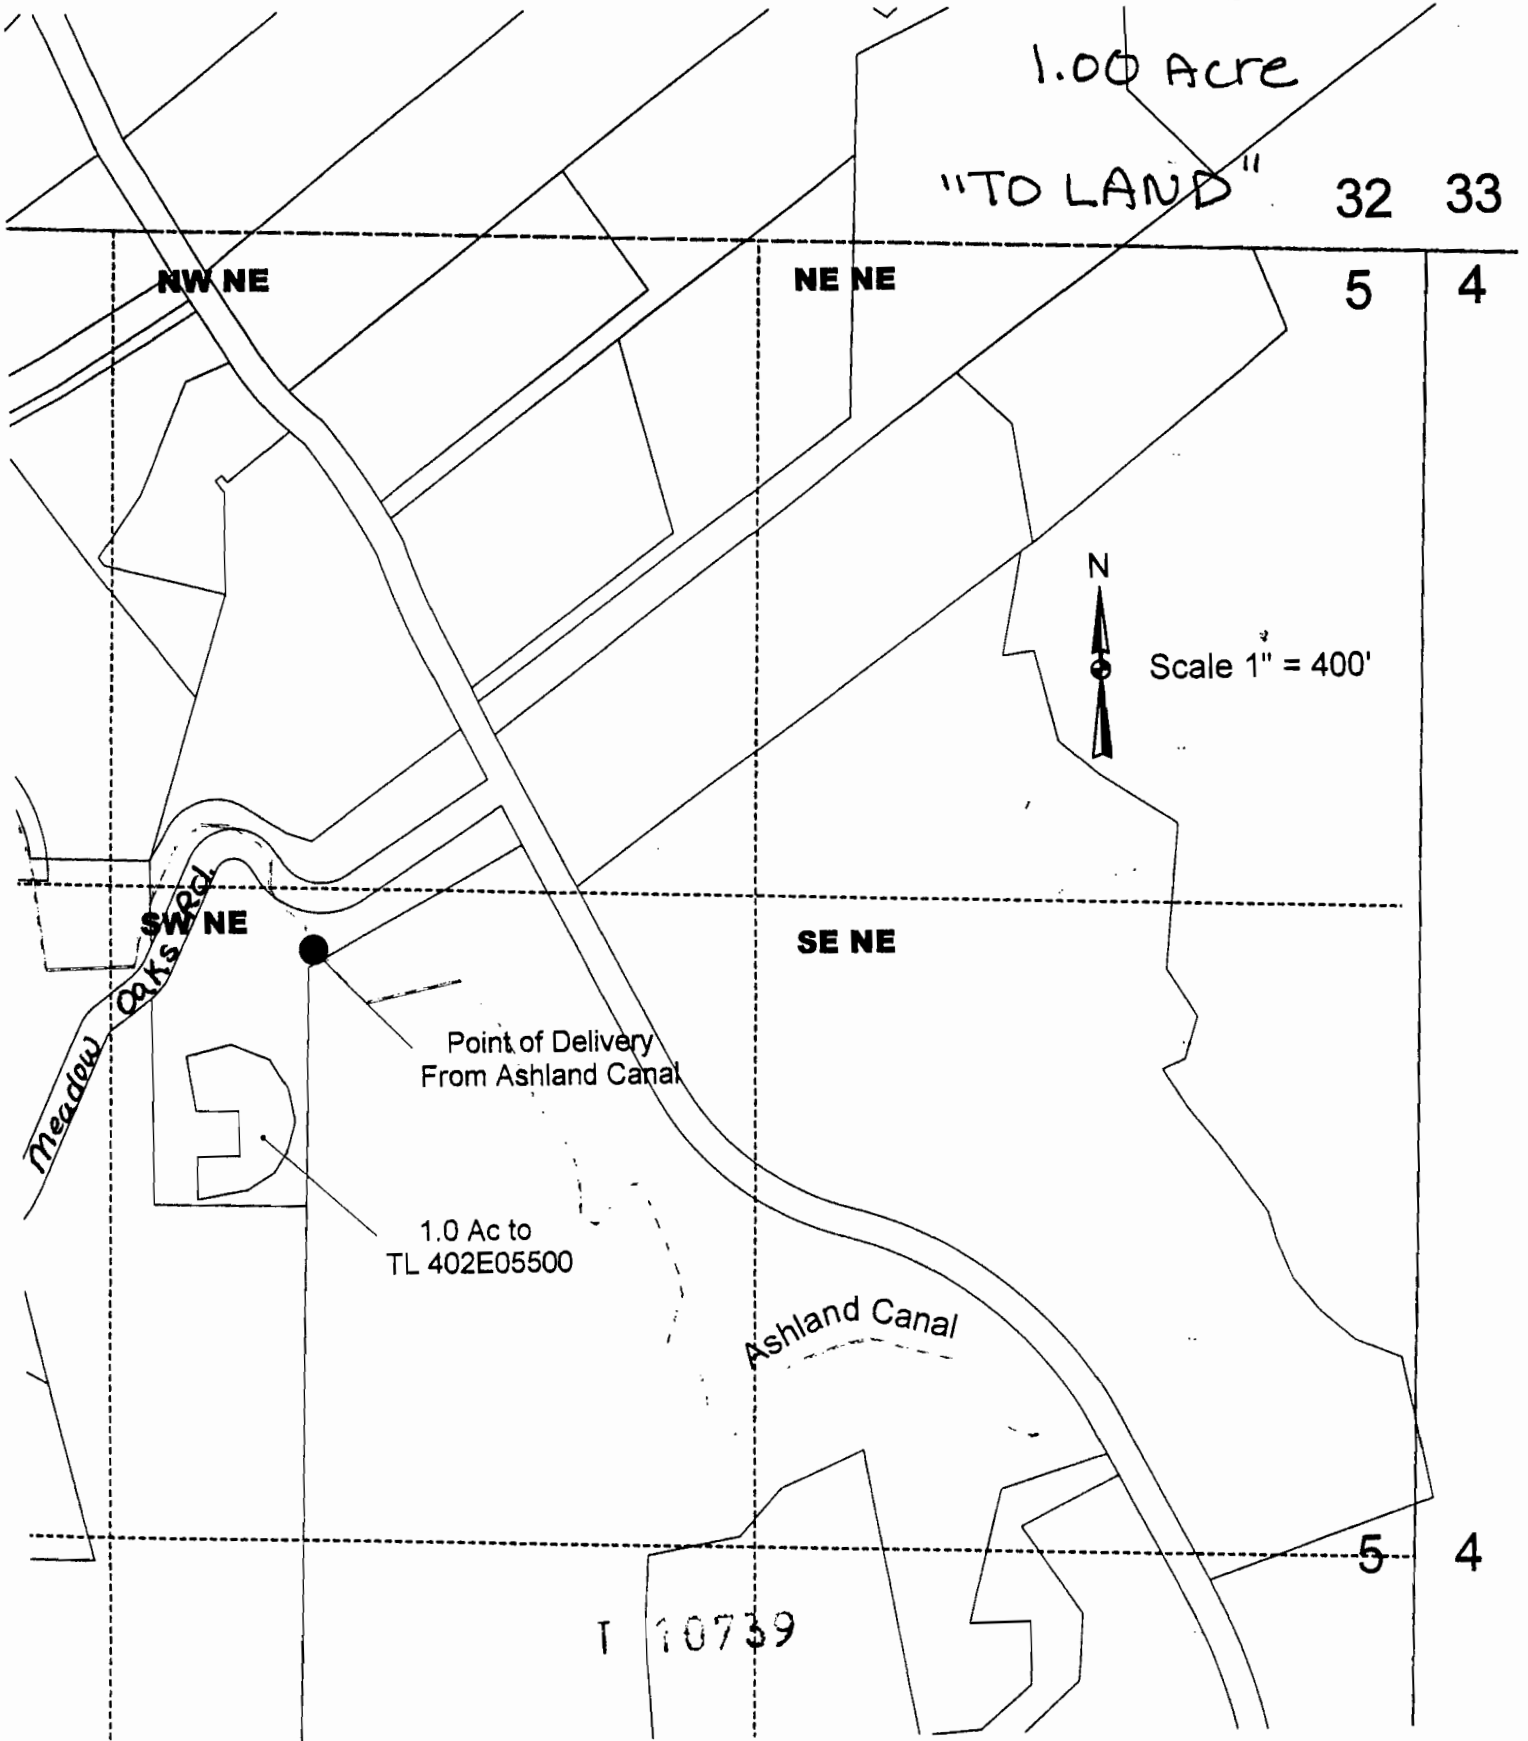 1.00 Acre
"TO LAND"
32 33
NW NE
NE NE
5 4
N
Scale 1" = 400'
SW NE
SE NE
Meadow Oaks Rd.
Point of Delivery
From Ashland Canal
1.0 Ac to
TL 402E05500
Ashland Canal
5 4
T 10739